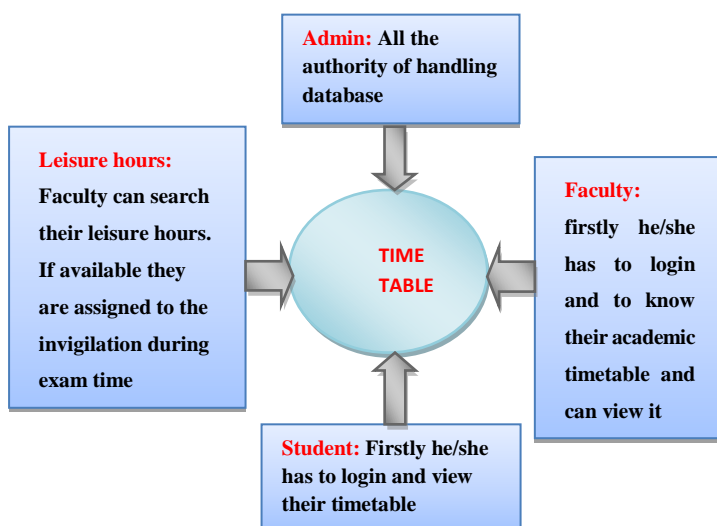 Admin: All the
authority of handling
database
Leisure hours:
Faculty can search
their leisure hours.
If available they
are assigned to the
invigilation during
exam time
TIME
TABLE
Faculty:
firstly he/she
has to login
and to know
their academic
timetable and
can view it
Student: Firstly he/she
has to login and view
their timetable